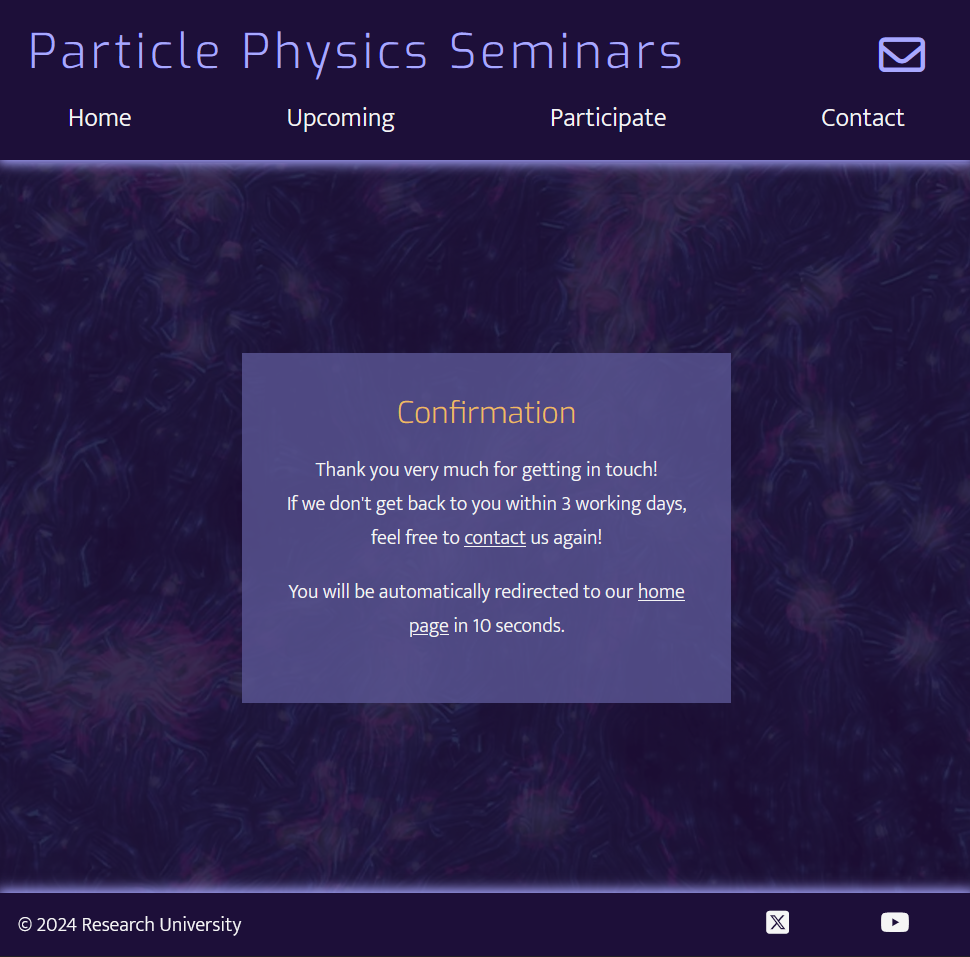 Particle Physics Seminars
Home Upcoming Participate Contact
Confirmation
Thank you very much for getting in touch!
If we don't get back to you within 3 working days,
feel free to contact us again!
You will be automatically redirected to our home
page in 10 seconds.
© 2024 Research University